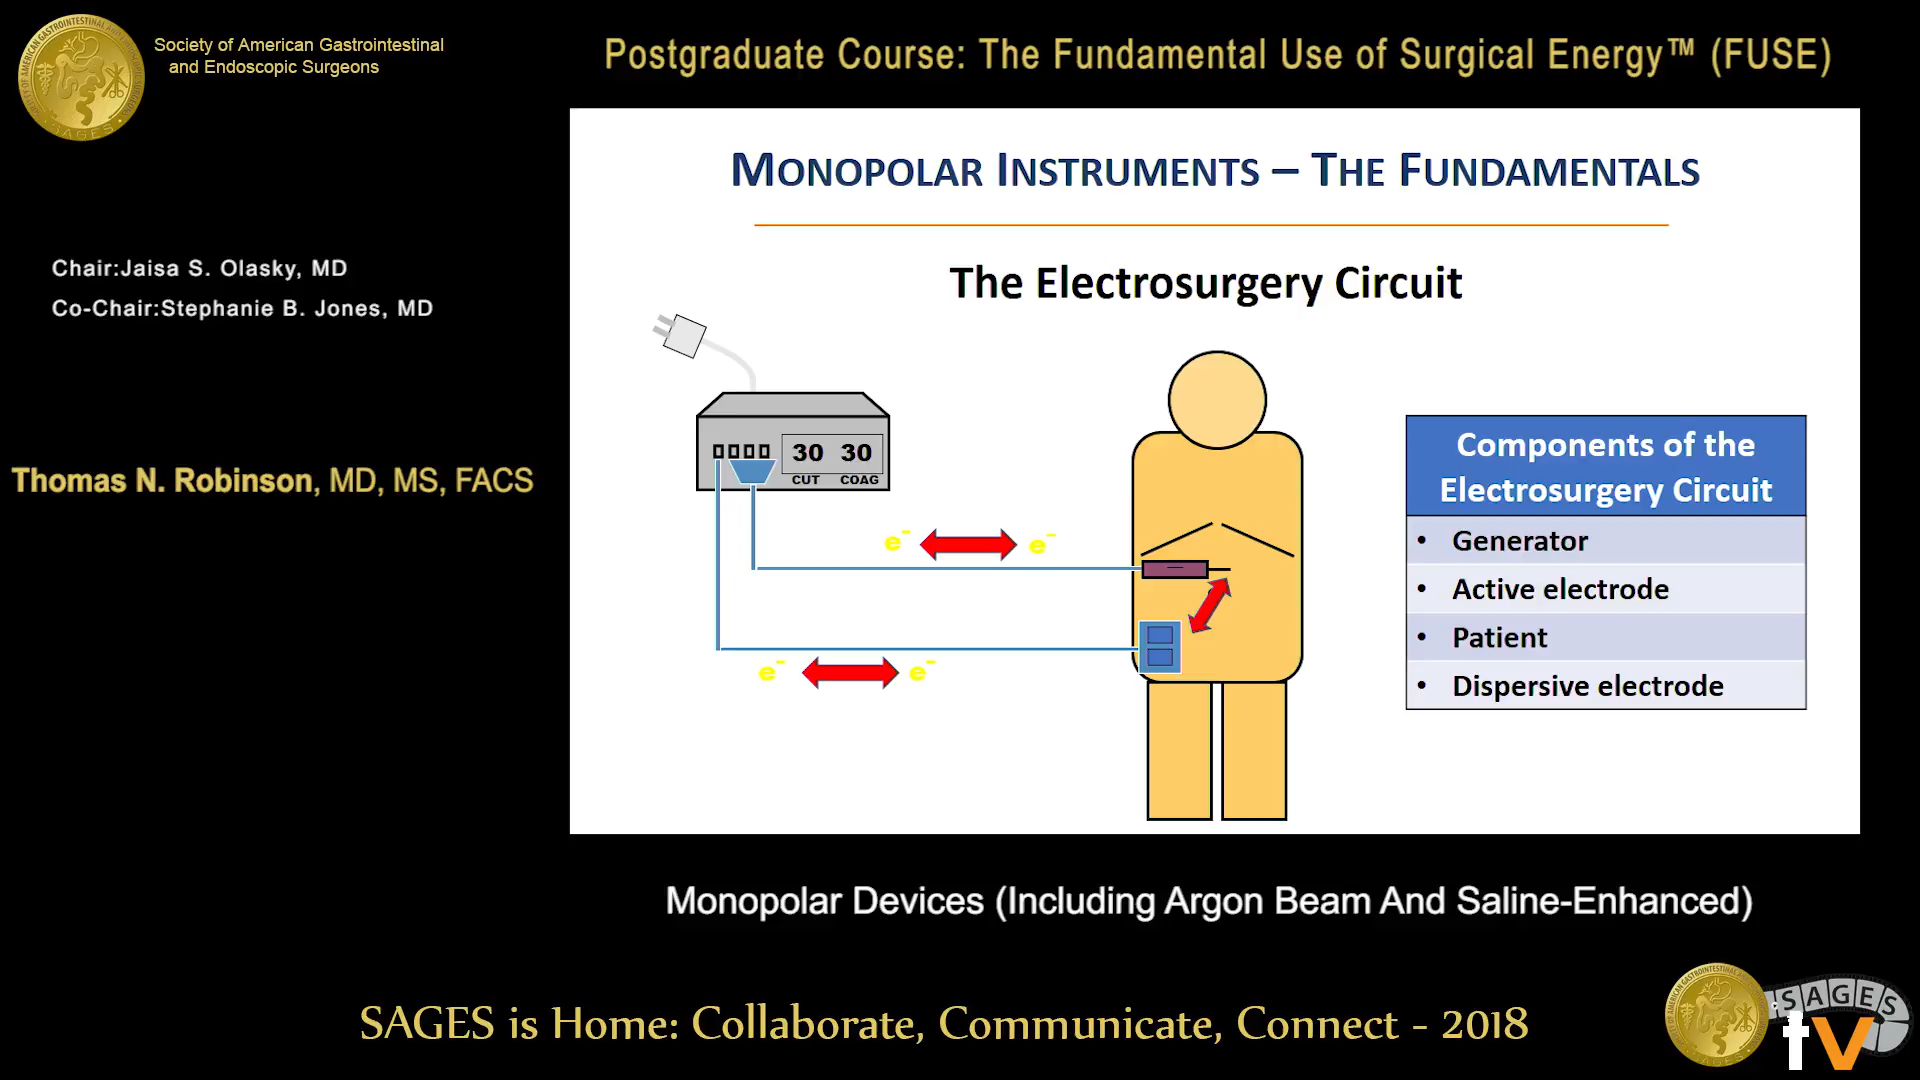 Society of American Gastrointestinal
and Endoscopic Surgeons
Postgraduate Course: The Fundamental Use of Surgical Energy™ (FUSE)
Chair:Jaisa S. Olasky, MD
Co-Chair:Stephanie B. Jones, MD
Thomas N. Robinson, MD, MS, FACS
MONOPOLAR INSTRUMENTS – THE FUNDAMENTALS
The Electrosurgery Circuit
30 30
CUT COAG
e⁻ e⁻
e⁻ e⁻
Components of the
Electrosurgery Circuit
• Generator
• Active electrode
• Patient
• Dispersive electrode
Monopolar Devices (Including Argon Beam And Saline-Enhanced)
SAGES is Home: Collaborate, Communicate, Connect - 2018
SAGES
tv